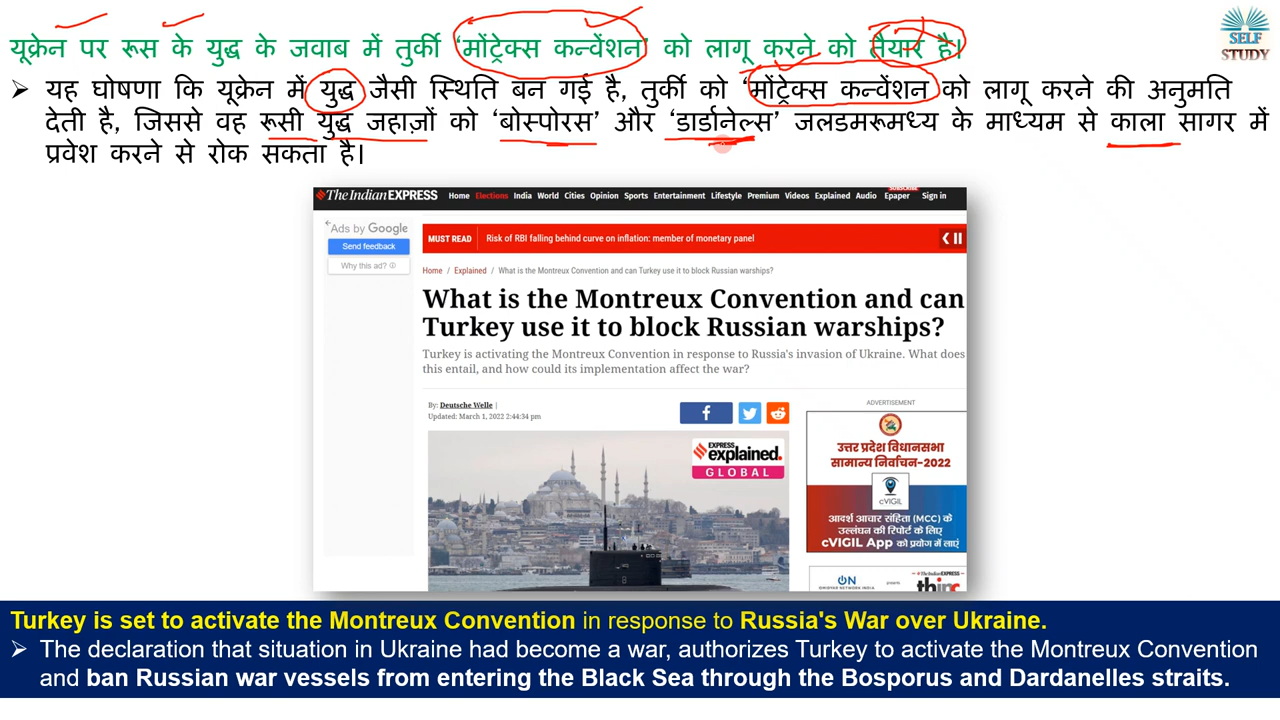 यूक्रेन पर रूस के युद्ध के जवाब में तुर्की ‘मोंट्रेक्स कन्वेंशन’ को लागू करने को तैयार है।
SELF
STUDY
➢ यह घोषणा कि यूक्रेन में युद्ध जैसी स्थिति बन गई है, तुर्की को ‘मोंट्रेक्स कन्वेंशन को लागू करने की अनुमति
देती है, जिससे वह रूसी युद्ध जहाज़ों को ‘बोस्पोरस’ और ‘डार्डानेल्स’ जलडमरूमध्य के माध्यम से काला सागर में
प्रवेश करने से रोक सकता है।
The Indian EXPRESS Home Elections India World Cities Opinion Sports Entertainment Lifestyle Premium Videos Explained Audio Epaper Sign in
SUBSCRIBE
Ads by Google
Send feedback
Why this ad?
MUST READ Risk of RBI falling behind curve on inflation: member of monetary panel
Home / Explained / What is the Montreux Convention and can Turkey use it to block Russian warships?
What is the Montreux Convention and can
Turkey use it to block Russian warships?
Turkey is activating the Montreux Convention in response to Russia's invasion of Ukraine. What does
this entail, and how could its implementation affect the war?
By: Deutsche Welle |
Updated: March 1, 2022 2:44:34 pm
ADVERTISEMENT
EXPRESS
explained.
GLOBAL
उत्तर प्रदेश विधानसभा
सामान्य निर्वाचन-2022
cVIGIL
आदर्श आचार संहिता (MCC) के
उल्लंघन की रिपोर्ट के लिए
cVIGIL App को प्रयोग में लाएं
ON
The Indian EXPRESS
think
Turkey is set to activate the Montreux Convention in response to Russia's War over Ukraine.
➢ The declaration that situation in Ukraine had become a war, authorizes Turkey to activate the Montreux Convention
and ban Russian war vessels from entering the Black Sea through the Bosporus and Dardanelles straits.